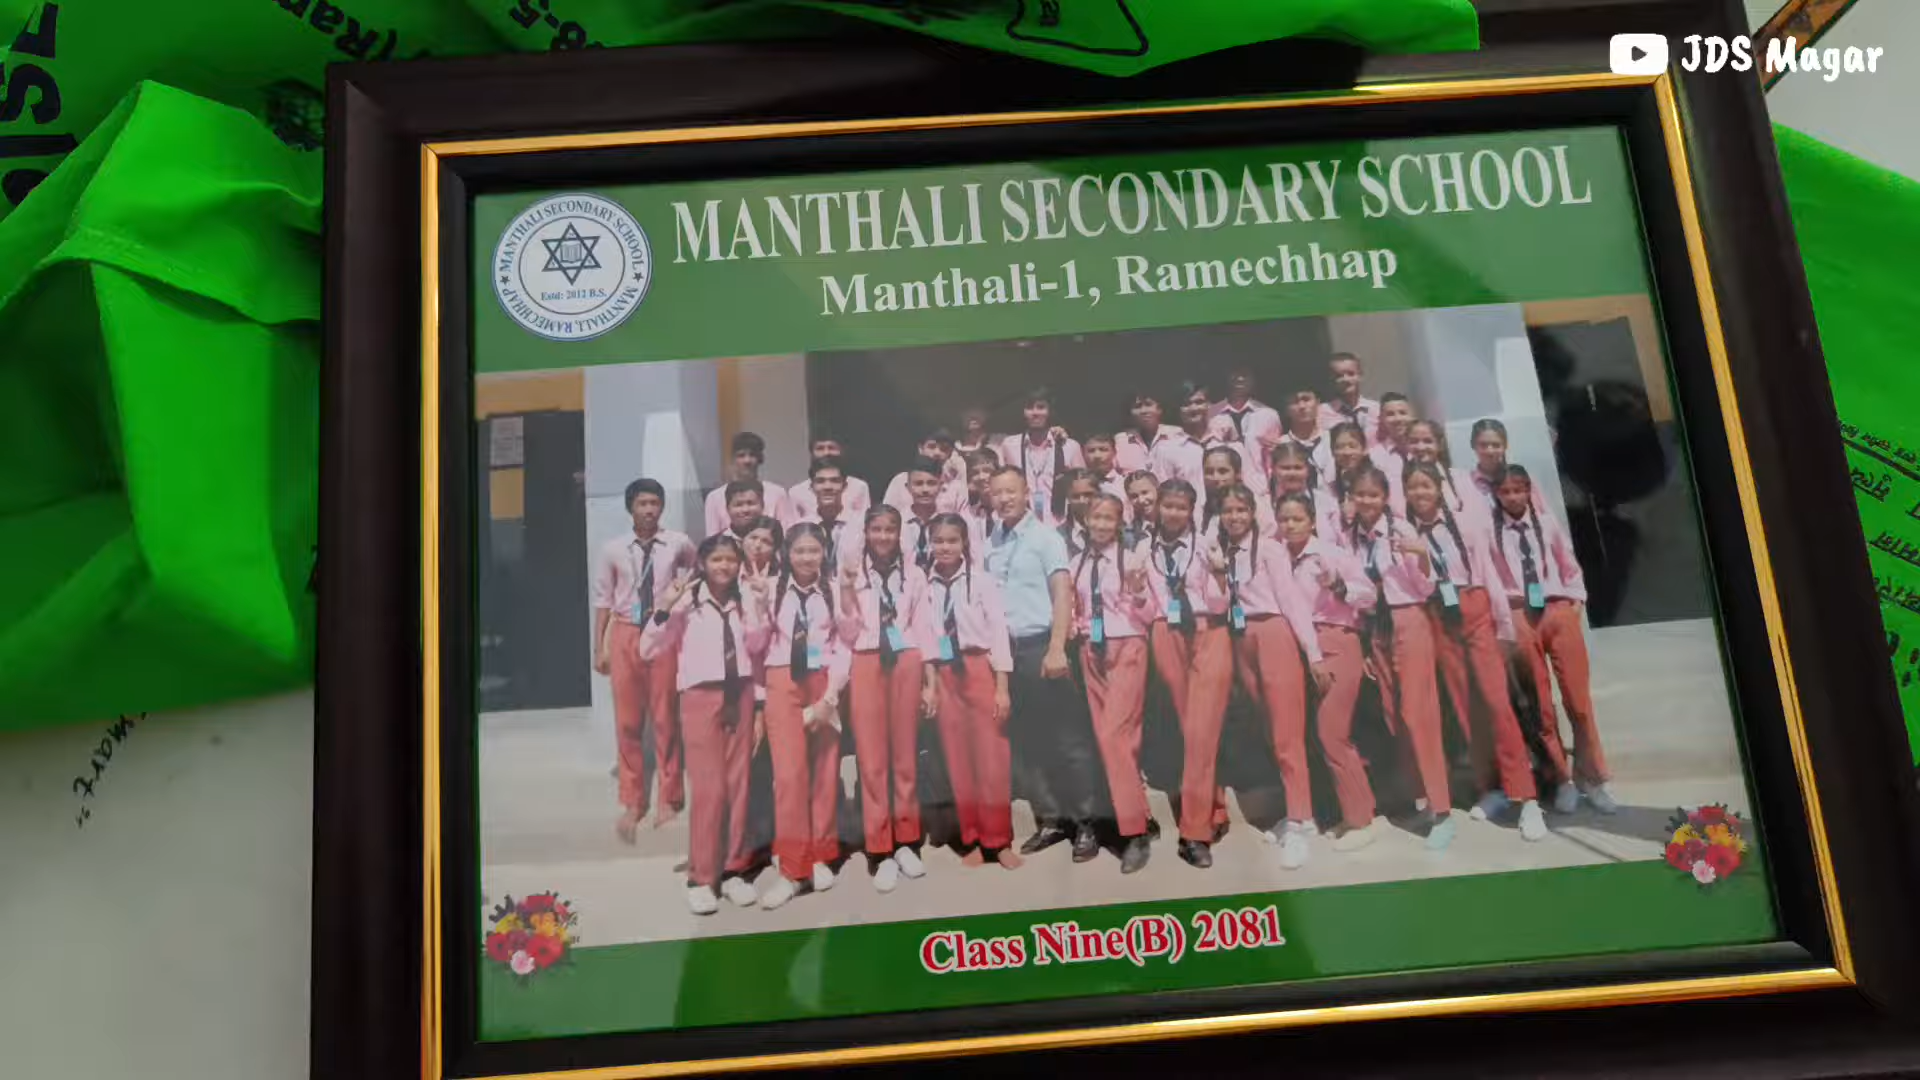 JDS Magar
MANTHALI SECONDARY SCHOOL
Manthali-1, Ramechhap
MANTHALI SECONDARY SCHOOL
Estd: 2012 B.S.
MANTHALI, RAMECHHAP
Class Nine(B) 2081